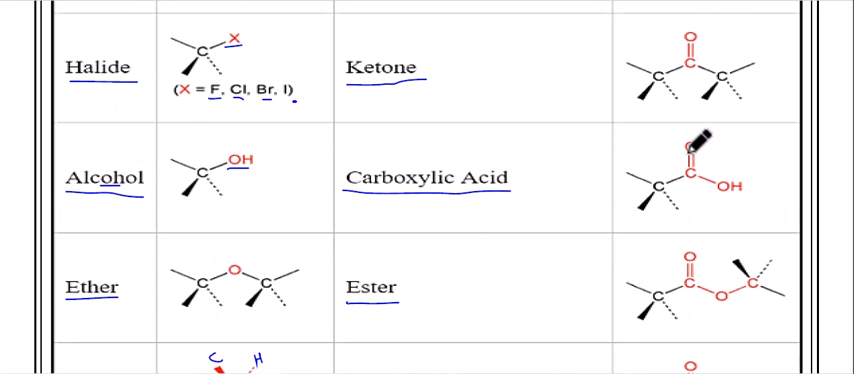 Halide
X
C
(X = F, Cl, Br, I)
Ketone
O
C
C
C
Alcohol
OH
C
Carboxylic Acid
C
C
OH
Ether
O
C
C
Ester
O
C
C
O
C
C H
O